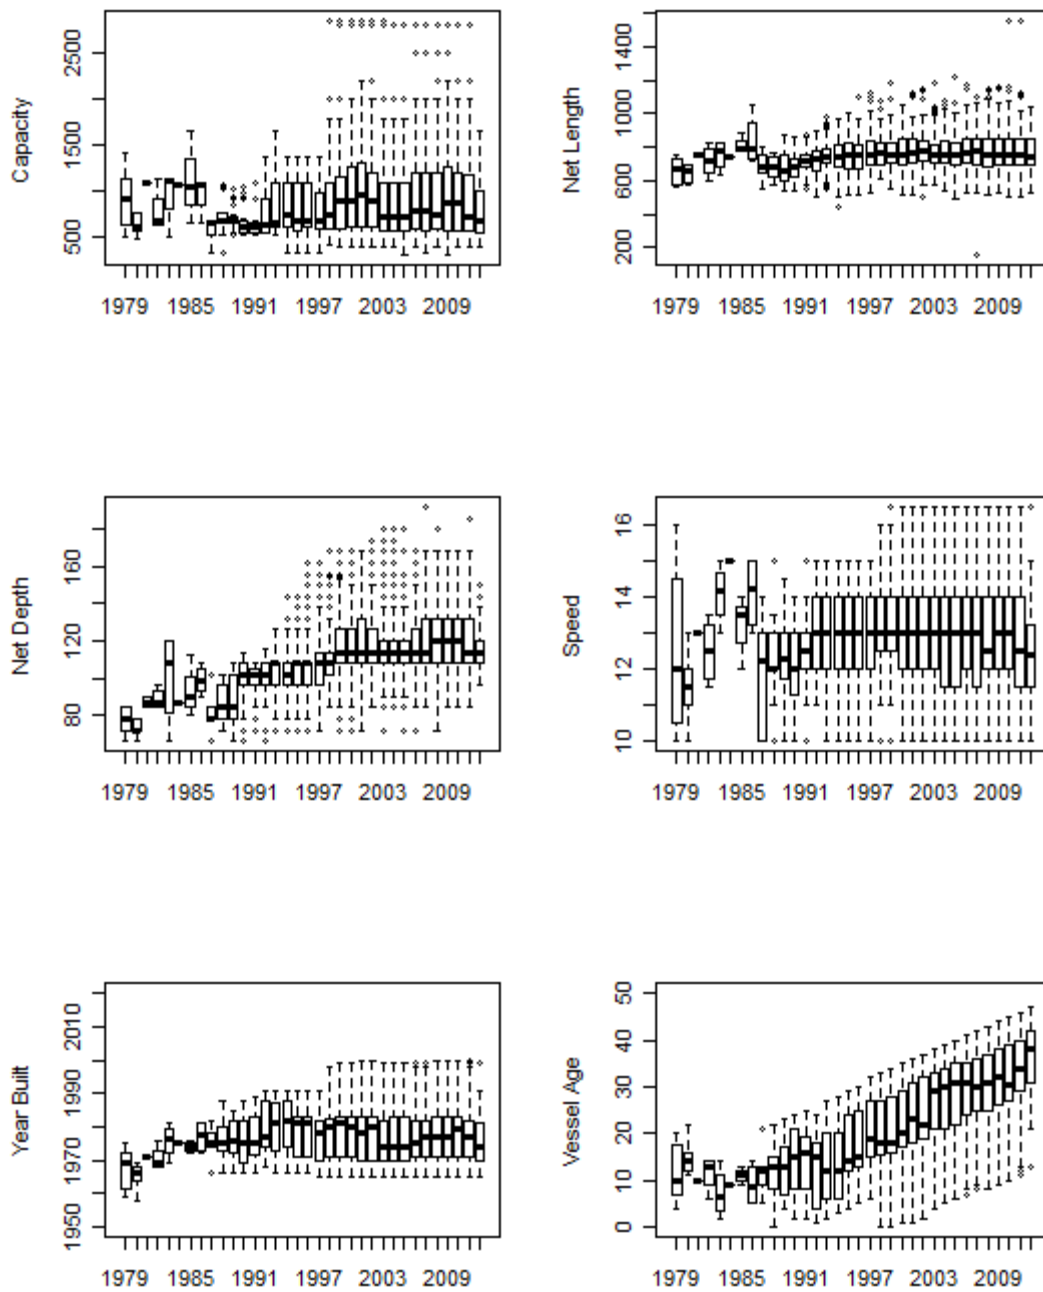 Capacity
500 1500 2500
1979 1985 1991 1997 2003 2009
Net Length
200 600 1000 1400
1979 1985 1991 1997 2003 2009
Net Depth
80 120 160
1979 1985 1991 1997 2003 2009
Speed
10 12 14 16
1979 1985 1991 1997 2003 2009
Year Built
1950 1970 1990 2010
1979 1985 1991 1997 2003 2009
Vessel Age
0 10 20 30 40 50
1979 1985 1991 1997 2003 2009